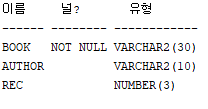 이름 널? 유형
------ -------- ------------
BOOK NOT NULL VARCHAR2(30)
AUTHOR VARCHAR2(10)
REC NUMBER(3)